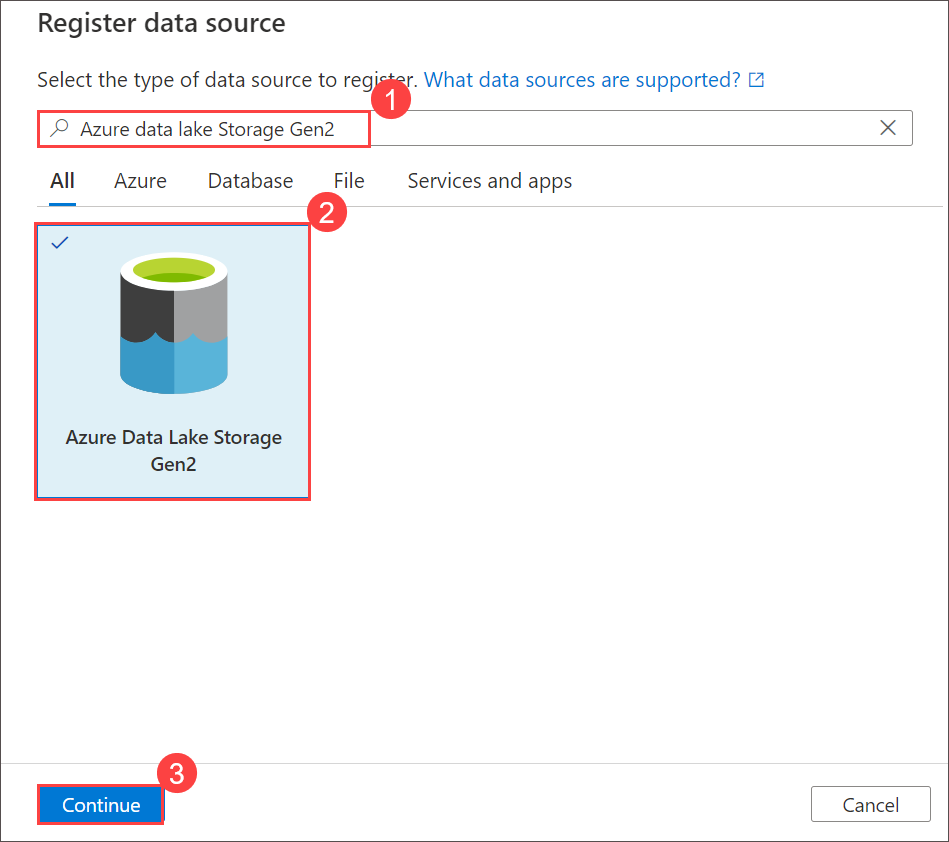 Register data source
Select the type of data source to register. What data sources are supported?
1
Azure data lake Storage Gen2
All Azure Database File Services and apps
2
Azure Data Lake Storage
Gen2
3
Continue Cancel